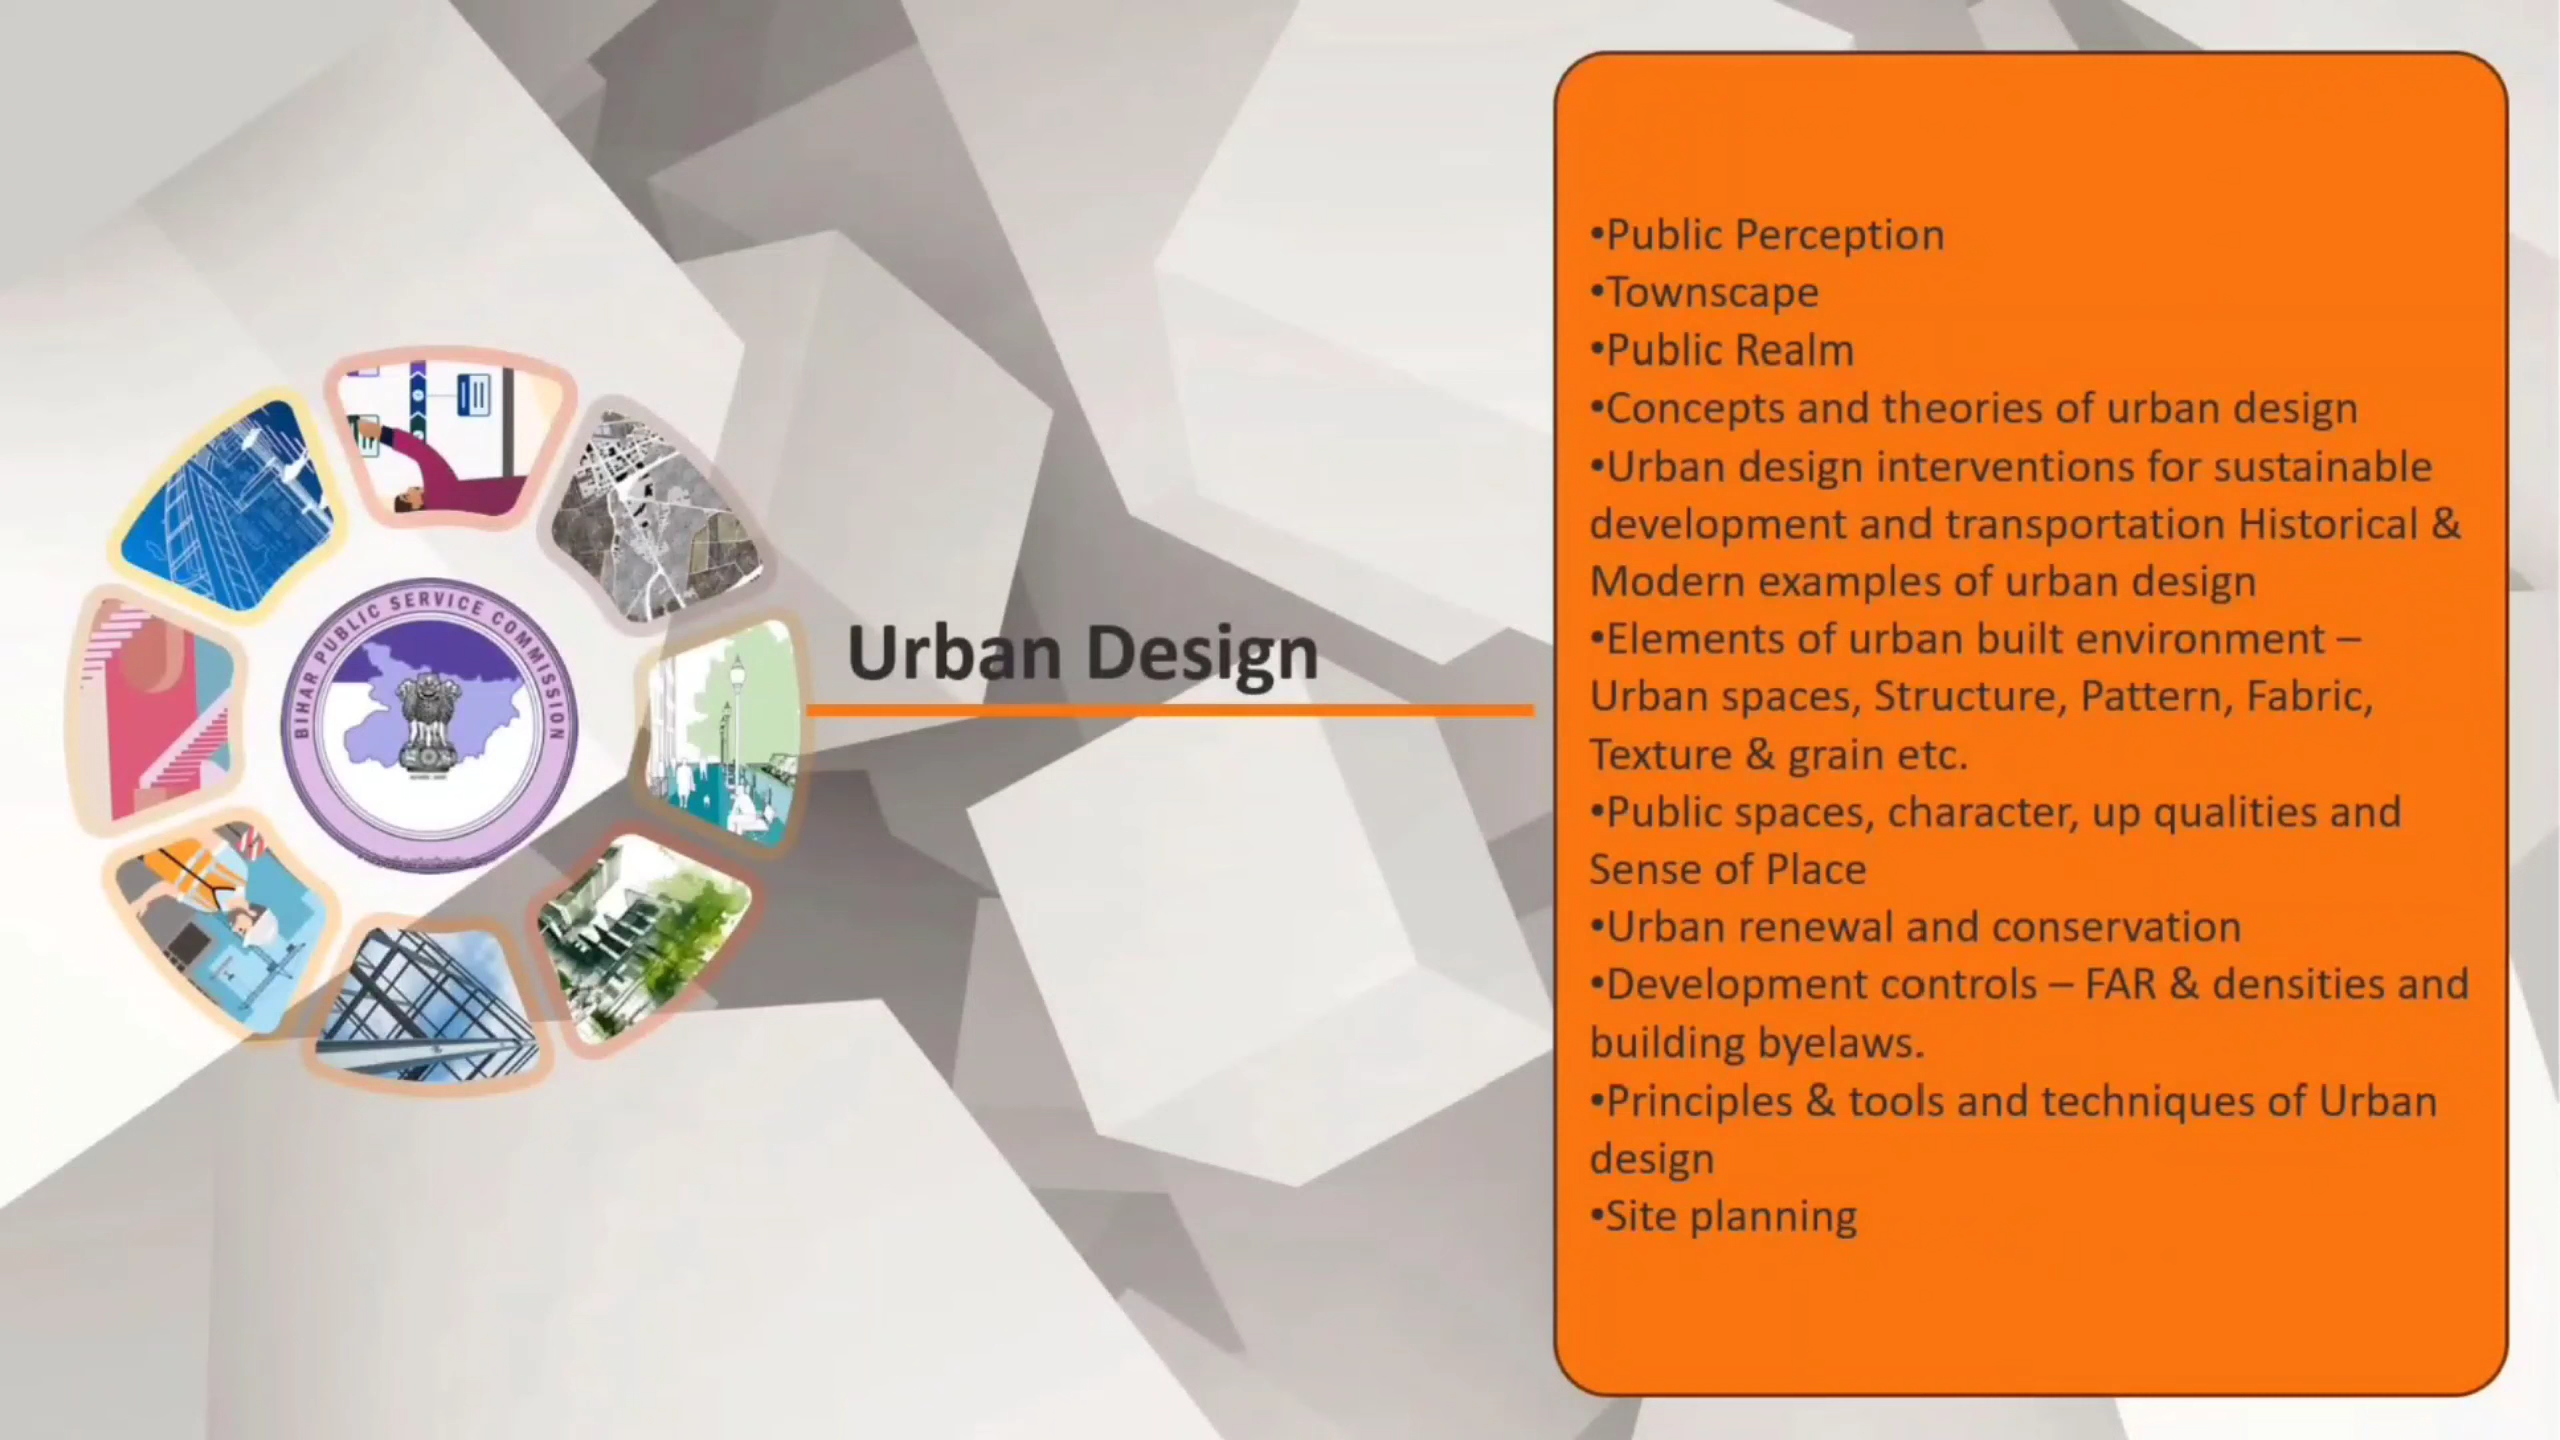 BIHAR PUBLIC SERVICE COMMISSION
Urban Design
•Public Perception
•Townscape
•Public Realm
•Concepts and theories of urban design
•Urban design interventions for sustainable
development and transportation Historical &
Modern examples of urban design
•Elements of urban built environment –
Urban spaces, Structure, Pattern, Fabric,
Texture & grain etc.
•Public spaces, character, up qualities and
Sense of Place
•Urban renewal and conservation
•Development controls – FAR & densities and
building byelaws.
•Principles & tools and techniques of Urban
design
•Site planning